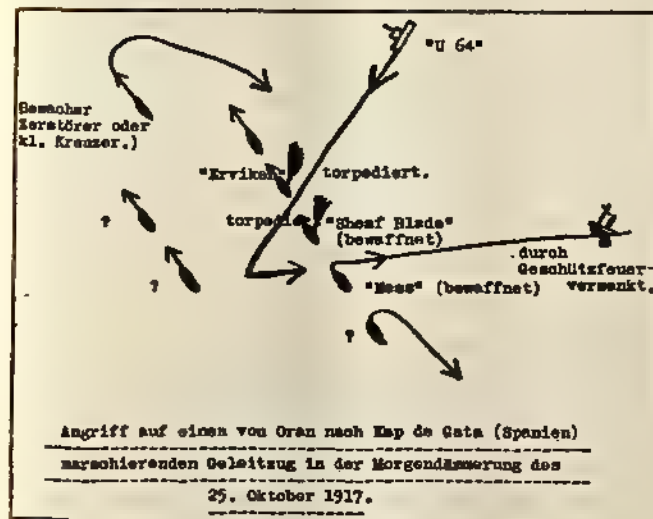 "U 64"
Bewacher
Zerstörer oder
kl. Kreuzer.)
"Erviken" torpediert.
torpediert "Sheaf Blade"
(bewaffnet)
?
?
durch
Geschützfeuer
versenkt.
"Ness" (bewaffnet)
?
Angriff auf einen von Oran nach Kap de Gata (Spanien)
marschierenden Geleitzug in der Morgendämmerung des
25. Oktober 1917.